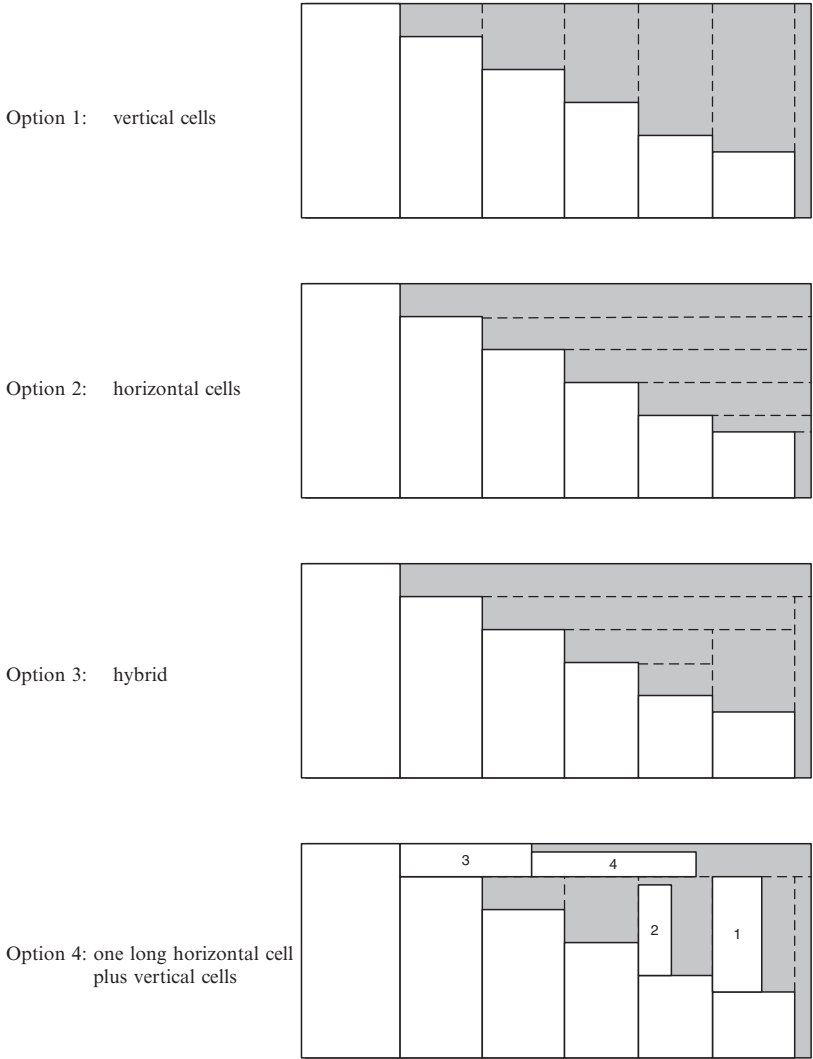 Option 1: vertical cells
Option 2: horizontal cells
Option 3: hybrid
3
4
2
1
Option 4: one long horizontal cell
plus vertical cells